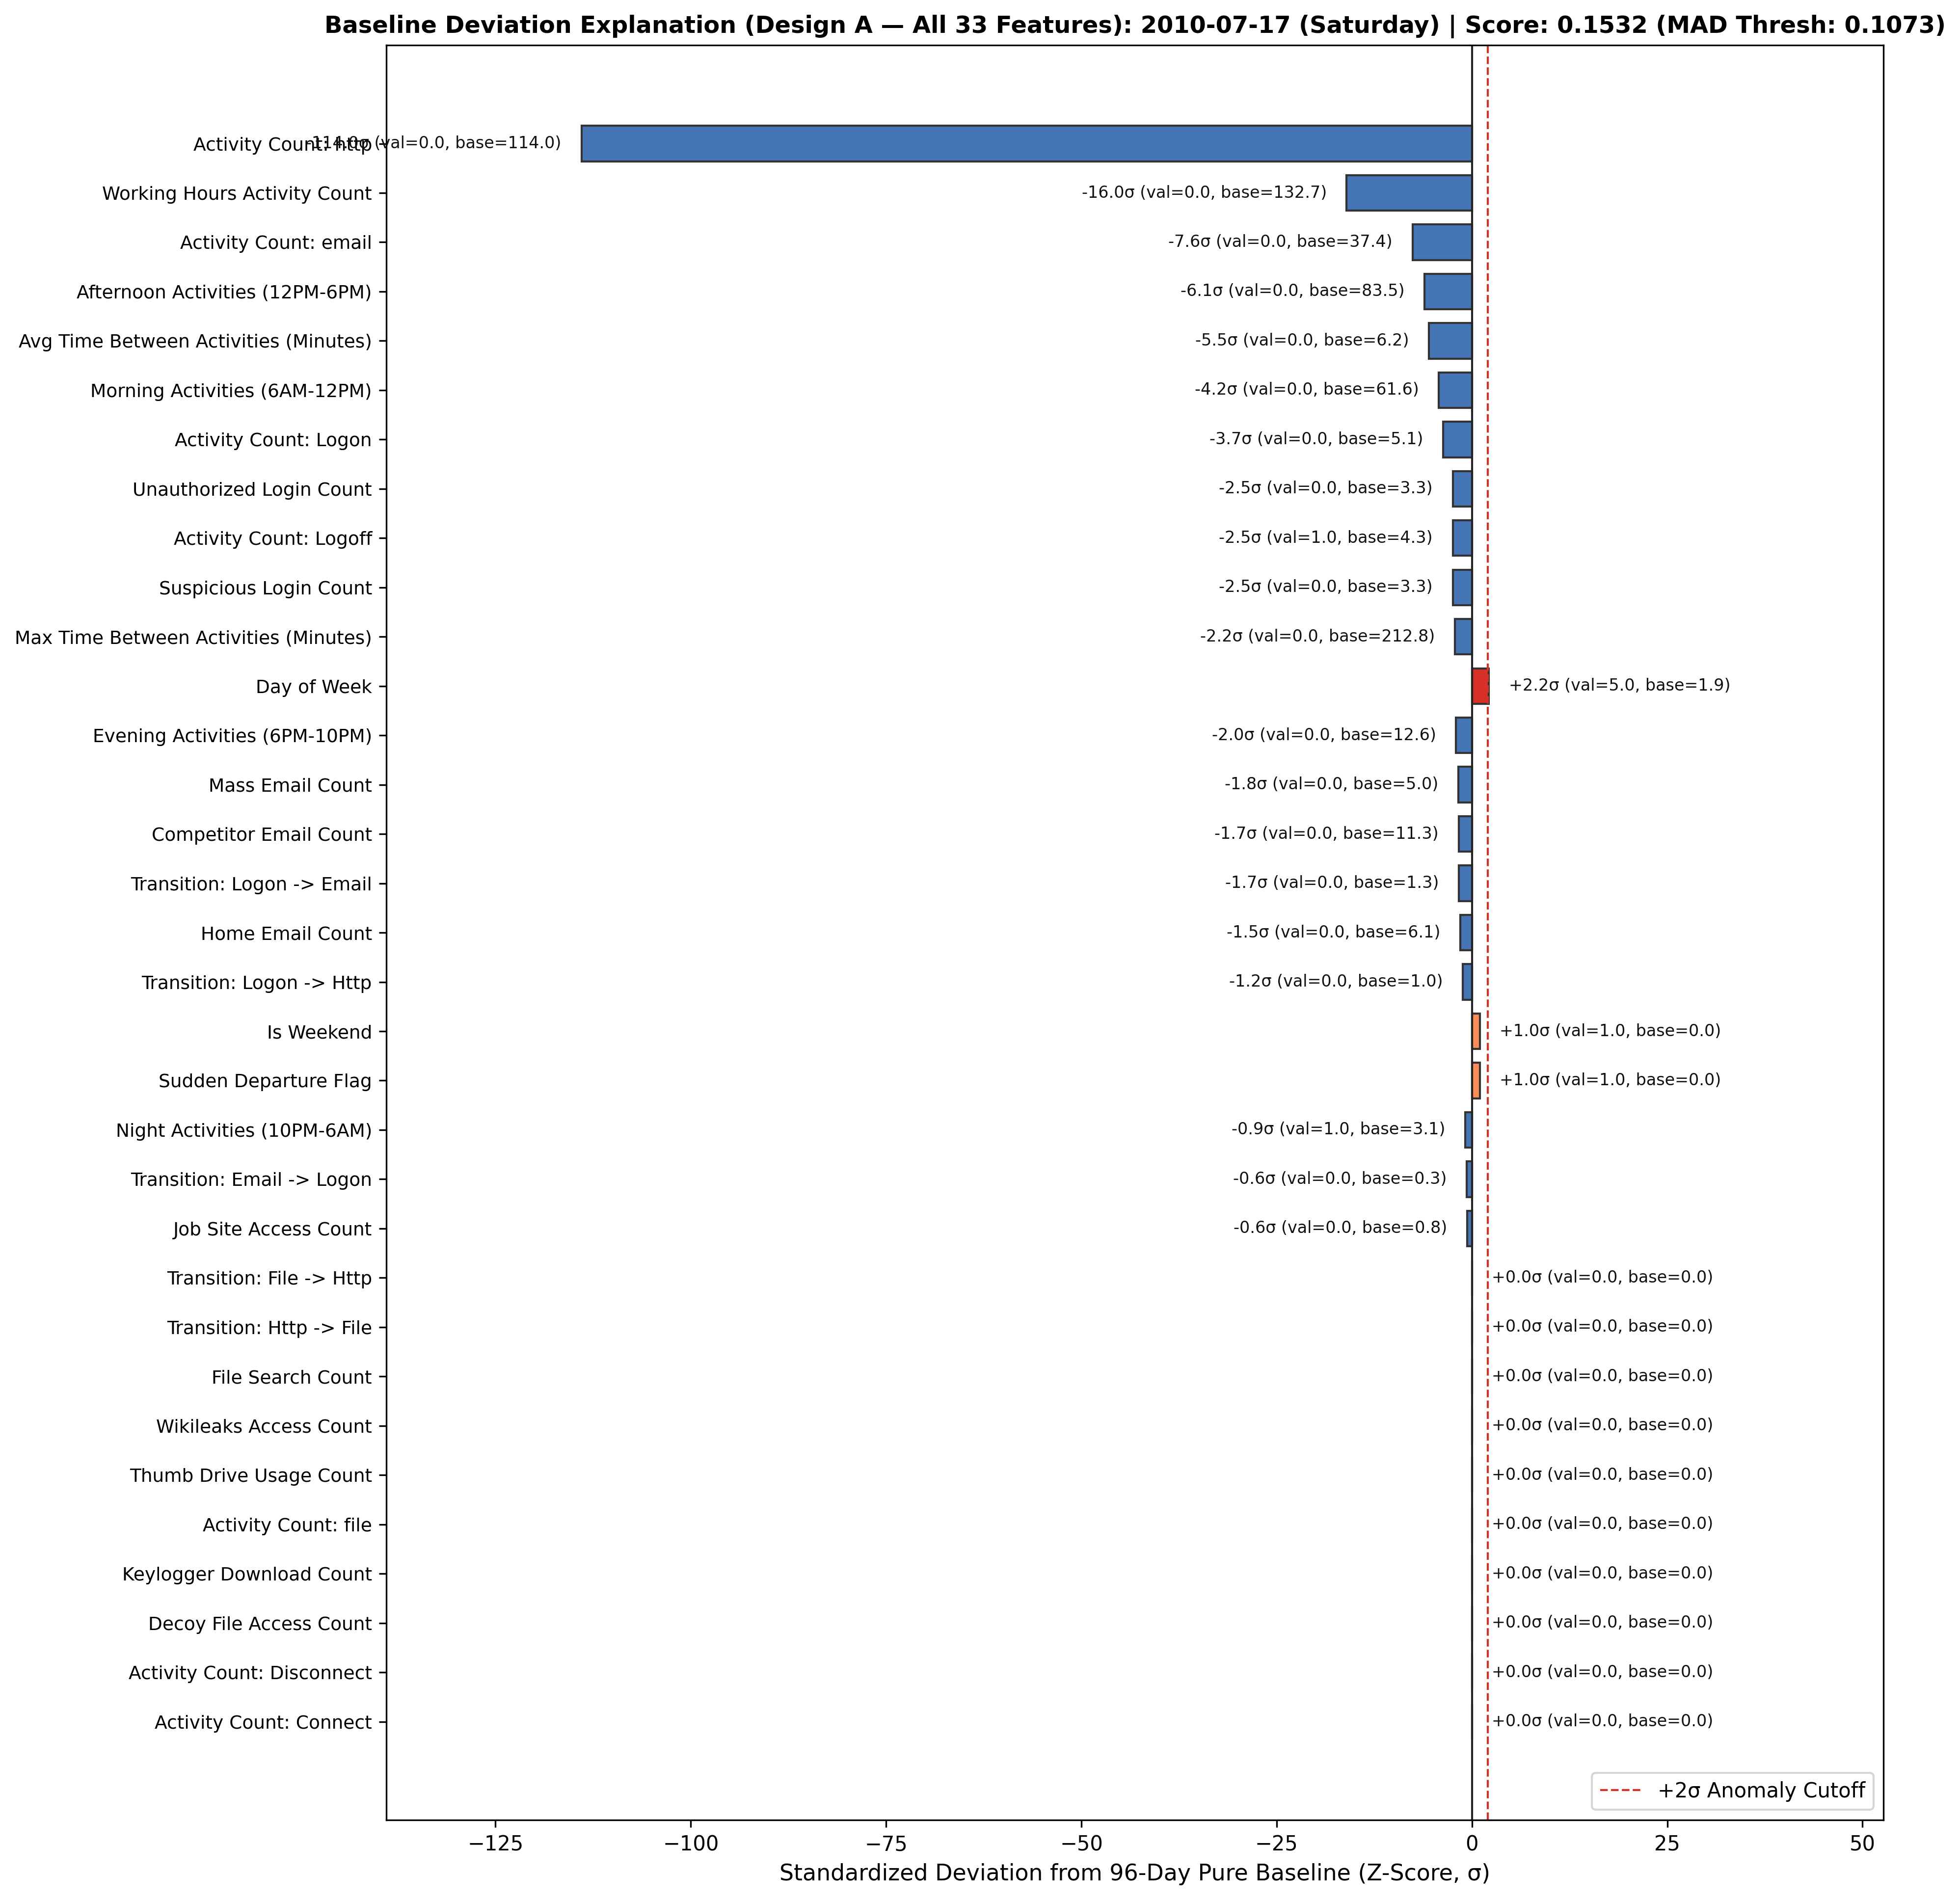 Baseline Deviation Explanation (Design A — All 33 Features): 2010-07-17 (Saturday) | Score: 0.1532 (MAD Thresh: 0.1073)
Activity Count: http -114.0σ (val=0.0, base=114.0)
Working Hours Activity Count -16.0σ (val=0.0, base=132.7)
Activity Count: email -7.6σ (val=0.0, base=37.4)
Afternoon Activities (12PM-6PM) -6.1σ (val=0.0, base=83.5)
Avg Time Between Activities (Minutes) -5.5σ (val=0.0, base=6.2)
Morning Activities (6AM-12PM) -4.2σ (val=0.0, base=61.6)
Activity Count: Logon -3.7σ (val=0.0, base=5.1)
Unauthorized Login Count -2.5σ (val=0.0, base=3.3)
Activity Count: Logoff -2.5σ (val=1.0, base=4.3)
Suspicious Login Count -2.5σ (val=0.0, base=3.3)
Max Time Between Activities (Minutes) -2.2σ (val=0.0, base=212.8)
Day of Week +2.2σ (val=5.0, base=1.9)
Evening Activities (6PM-10PM) -2.0σ (val=0.0, base=12.6)
Mass Email Count -1.8σ (val=0.0, base=5.0)
Competitor Email Count -1.7σ (val=0.0, base=11.3)
Transition: Logon -> Email -1.7σ (val=0.0, base=1.3)
Home Email Count -1.5σ (val=0.0, base=6.1)
Transition: Logon -> Http -1.2σ (val=0.0, base=1.0)
Is Weekend +1.0σ (val=1.0, base=0.0)
Sudden Departure Flag +1.0σ (val=1.0, base=0.0)
Night Activities (10PM-6AM) -0.9σ (val=1.0, base=3.1)
Transition: Email -> Logon -0.6σ (val=0.0, base=0.3)
Job Site Access Count -0.6σ (val=0.0, base=0.8)
Transition: File -> Http +0.0σ (val=0.0, base=0.0)
Transition: Http -> File +0.0σ (val=0.0, base=0.0)
File Search Count +0.0σ (val=0.0, base=0.0)
Wikileaks Access Count +0.0σ (val=0.0, base=0.0)
Thumb Drive Usage Count +0.0σ (val=0.0, base=0.0)
Activity Count: file +0.0σ (val=0.0, base=0.0)
Keylogger Download Count +0.0σ (val=0.0, base=0.0)
Decoy File Access Count +0.0σ (val=0.0, base=0.0)
Activity Count: Disconnect +0.0σ (val=0.0, base=0.0)
Activity Count: Connect +0.0σ (val=0.0, base=0.0)
+2σ Anomaly Cutoff
−125 −100 −75 −50 −25 0 25 50
Standardized Deviation from 96-Day Pure Baseline (Z-Score, σ)